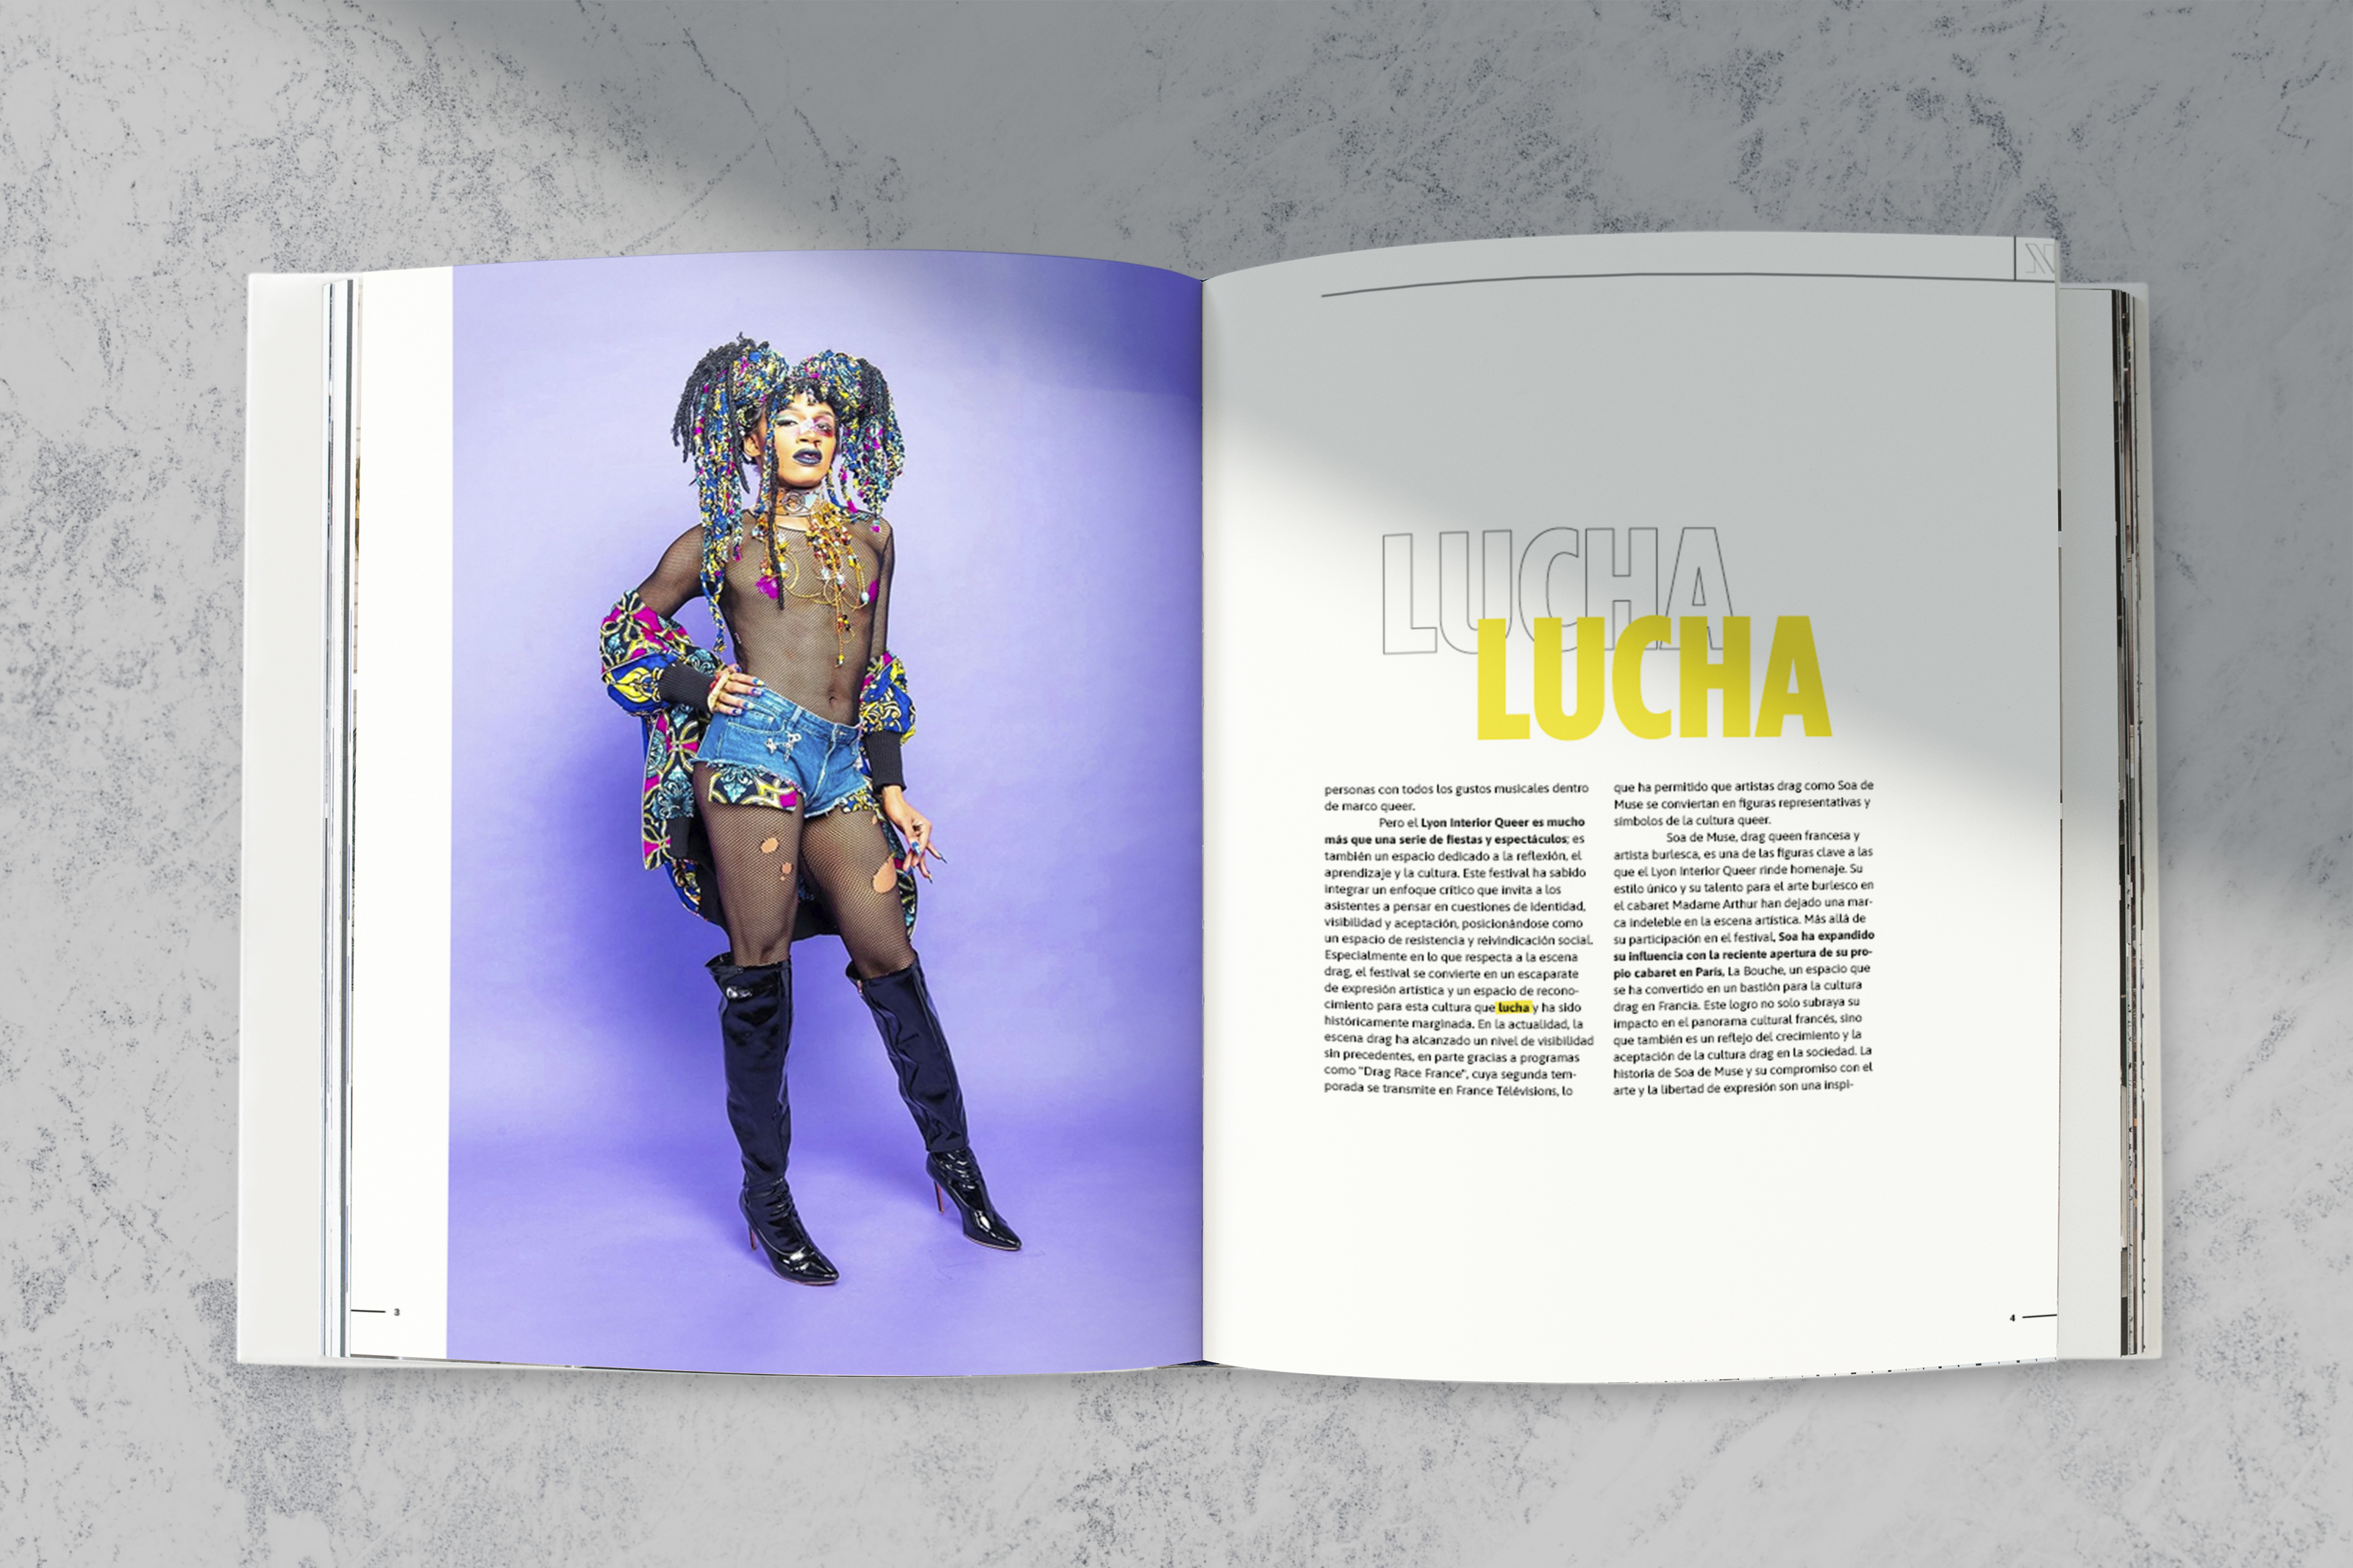 LUCHA
LUCHA
personas con todos los gustos musicales dentro
de marco queer.
Pero el Lyon Interior Queer es mucho
más que una serie de fiestas y espectáculos; es
también un espacio dedicado a la reflexión, el
aprendizaje y la cultura. Este festival ha sabido
integrar un enfoque crítico que invita a los
asistentes a pensar en cuestiones de identidad,
visibilidad y aceptación, posicionándose como
un espacio de resistencia y reivindicación social.
Especialmente en lo que respecta a la escena
drag, el festival se convierte en un escaparate
de expresión artística y un espacio de recono-
cimiento para esta cultura que lucha y ha sido
históricamente marginada. En la actualidad, la
escena drag ha alcanzado un nivel de visibilidad
sin precedentes, en parte gracias a programas
como "Drag Race France", cuya segunda tem-
porada se transmite en France Télévisions, lo
que ha permitido que artistas drag como Soa de
Muse se conviertan en figuras representativas y
símbolos de la cultura queer.
Soa de Muse, drag queen francesa y
artista burlesca, es una de las figuras clave a las
que el Lyon Interior Queer rinde homenaje. Su
estilo único y su talento para el arte burlesco en
el cabaret Madame Arthur han dejado una mar-
ca indeleble en la escena artística. Más allá de
su participación en el festival, Soa ha expandido
su influencia con la reciente apertura de su pro-
pio cabaret en París, La Bouche, un espacio que
se ha convertido en un bastión para la cultura
drag en Francia. Este logro no solo subraya su
impacto en el panorama cultural francés, sino
que también es un reflejo del crecimiento y la
aceptación de la cultura drag en la sociedad. La
historia de Soa de Muse y su compromiso con el
arte y la libertad de expresión son una inspi-
3
4